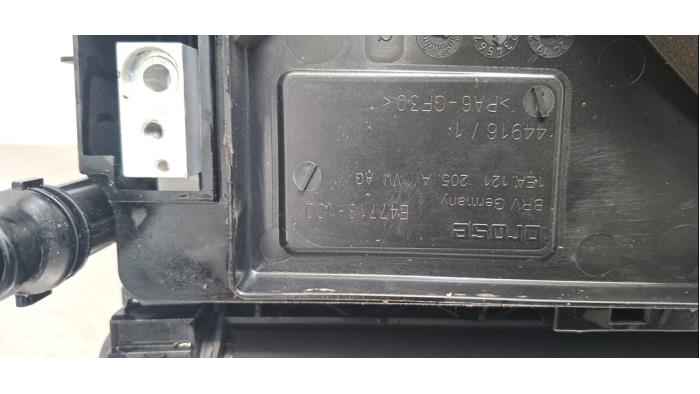 brose
BRV Germany E47713-100
1EA.121 205. A VW AG
44916 / 1
>PA6-GF30<